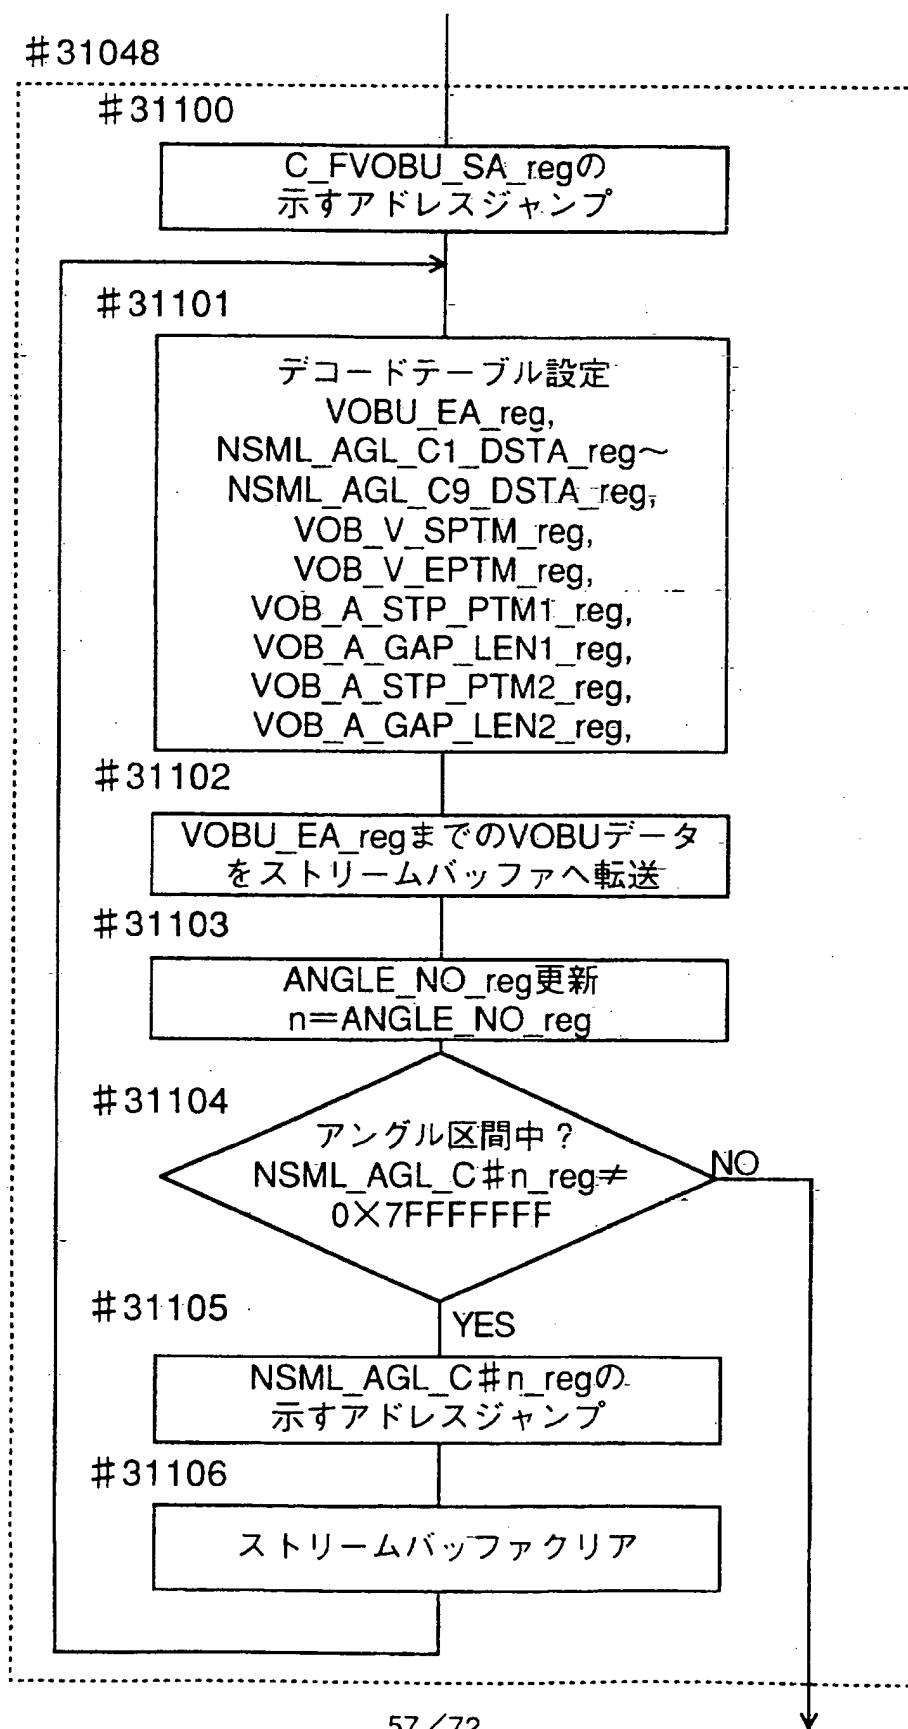 #31048
#31100
C_FVOBU_SA_regの
示すアドレスジャンプ
#31101
デコードテーブル設定
VOBU_EA_reg,
NSML_AGL_C1_DSTA_reg~
NSML_AGL_C9_DSTA_reg,
VOB_V_SPTM_reg,
VOB_V_EPTM_reg,
VOB_A_STP_PTM1_reg,
VOB_A_GAP_LEN1_reg,
VOB_A_STP_PTM2_reg,
VOB_A_GAP_LEN2_reg,
#31102
VOBU_EA_regまでのVOBUデータ
をストリームバッファへ転送
#31103
ANGLE_NO_reg更新
n=ANGLE_NO_reg
#31104
アングル区間中?
NSML_AGL_C#n_reg≠
0×7FFFFFFF
NO
#31105
YES
NSML_AGL_C#n_regの
示すアドレスジャンプ
#31106
ストリームバッファクリア
57/72